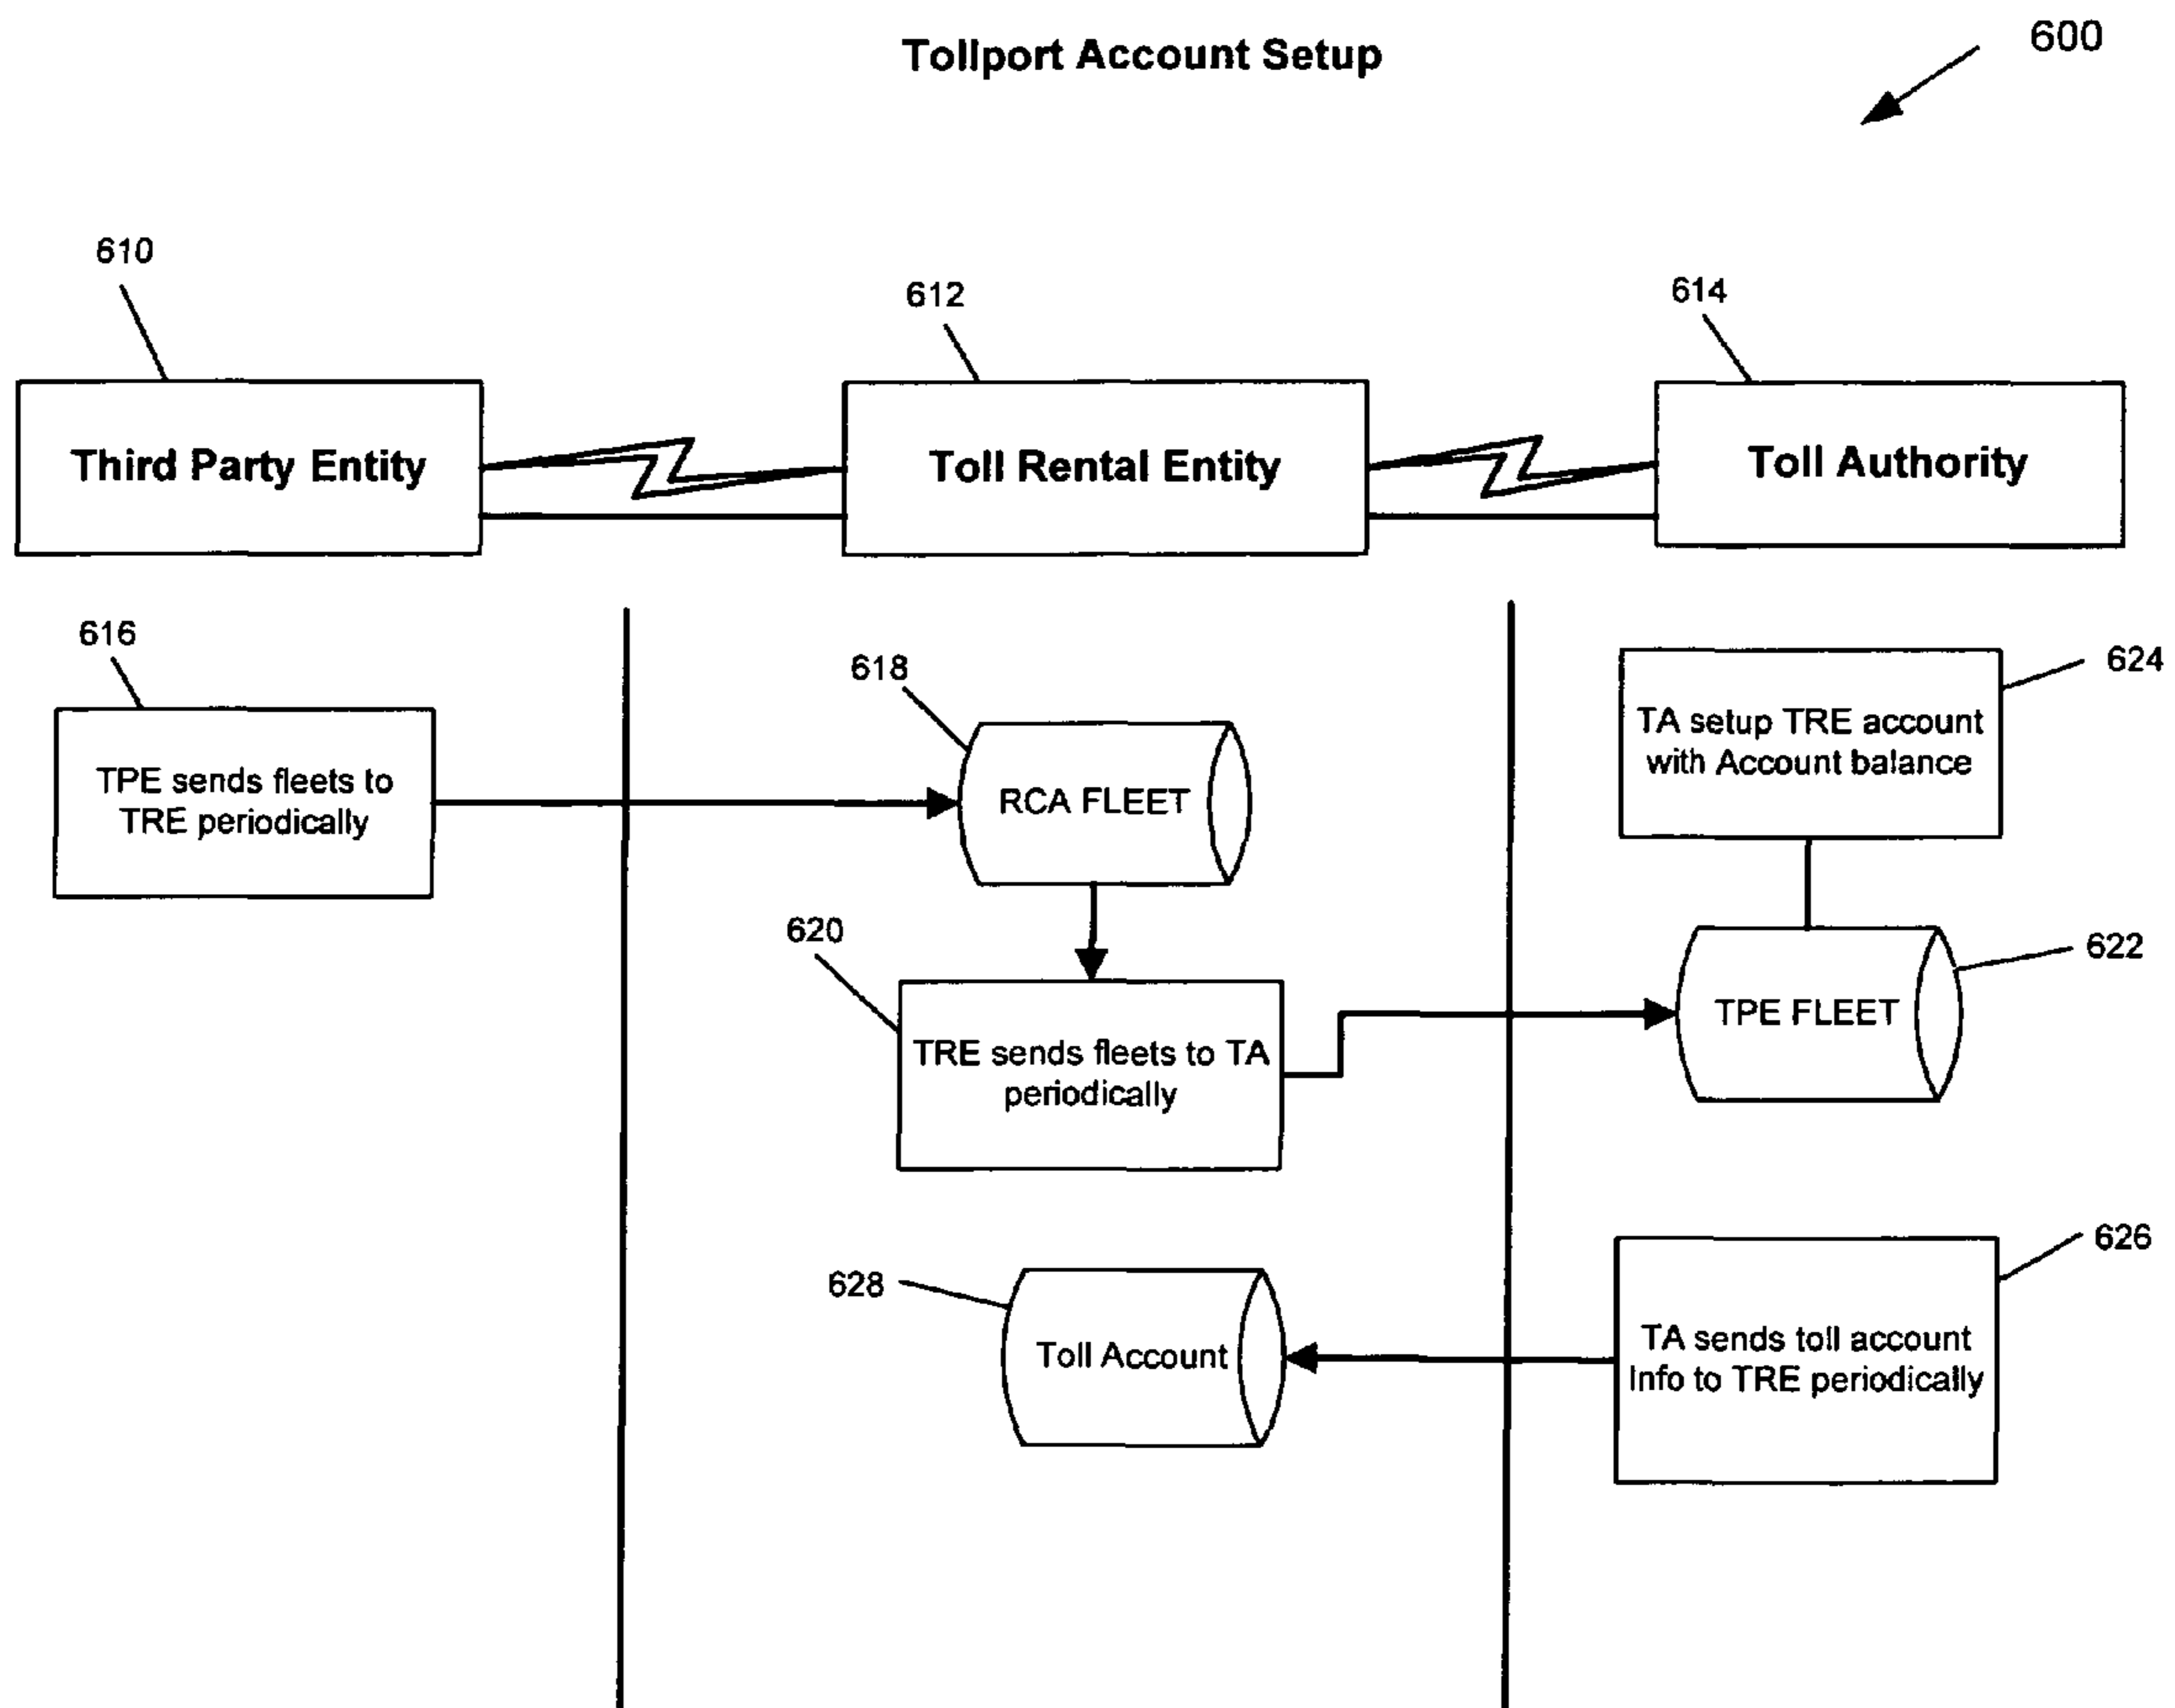 Tollport Account Setup
600
610
612
614
Third Party Entity
Toll Rental Entity
Toll Authority
616
618
624
TPE sends fleets to
TRE periodically
RCA FLEET
TA setup TRE account
with Account balance
620
622
TRE sends fleets to TA
periodically
TPE FLEET
628
626
Toll Account
TA sends toll account
Info to TRE periodically